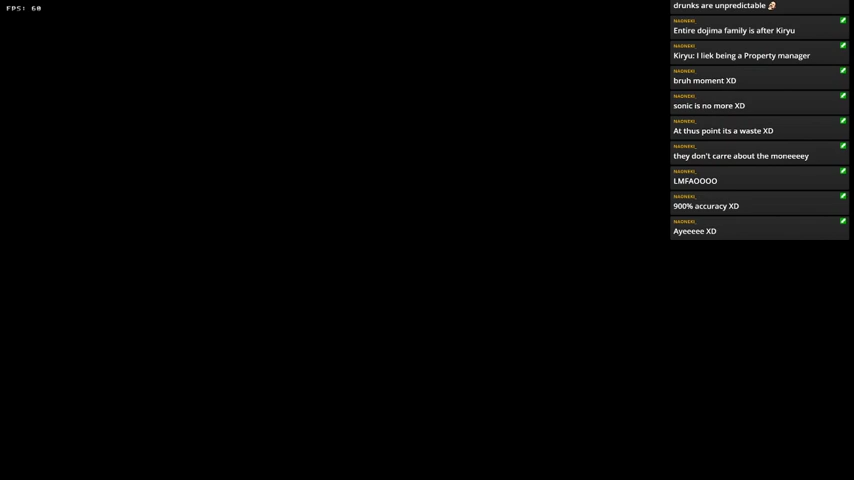 FPS: 60
drunks are unpredictable
NAONEKI_
Entire dojima family is after Kiryu
NAONEKI_
Kiryu: I liek being a Property manager
NAONEKI_
bruh moment XD
NAONEKI_
sonic is no more XD
NAONEKI_
At thus point its a waste XD
NAONEKI_
they don't carre about the moneeeey
NAONEKI_
LMFAOOOO
NAONEKI_
900% accuracy XD
NAONEKI_
Ayeeeee XD